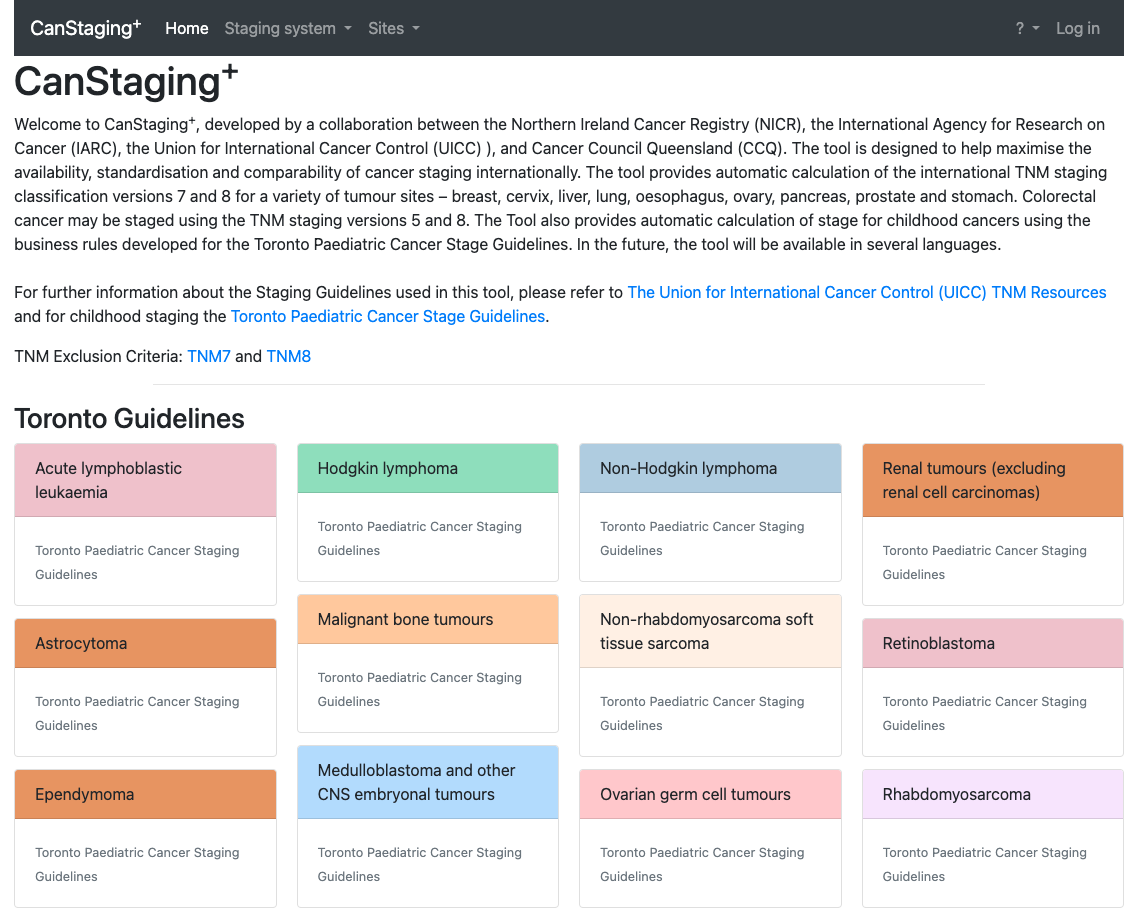 CanStaging+ Home Staging system Sites ? Log in
CanStaging+
Welcome to CanStaging+, developed by a collaboration between the Northern Ireland Cancer Registry (NICR), the International Agency for Research on
Cancer (IARC), the Union for International Cancer Control (UICC) ), and Cancer Council Queensland (CCQ). The tool is designed to help maximise the
availability, standardisation and comparability of cancer staging internationally. The tool provides automatic calculation of the international TNM staging
classification versions 7 and 8 for a variety of tumour sites – breast, cervix, liver, lung, oesophagus, ovary, pancreas, prostate and stomach. Colorectal
cancer may be staged using the TNM staging versions 5 and 8. The Tool also provides automatic calculation of stage for childhood cancers using the
business rules developed for the Toronto Paediatric Cancer Stage Guidelines. In the future, the tool will be available in several languages.
For further information about the Staging Guidelines used in this tool, please refer to The Union for International Cancer Control (UICC) TNM Resources
and for childhood staging the Toronto Paediatric Cancer Stage Guidelines.
TNM Exclusion Criteria: TNM7 and TNM8
Toronto Guidelines
Acute lymphoblastic
leukaemia
Toronto Paediatric Cancer Staging
Guidelines
Astrocytoma
Toronto Paediatric Cancer Staging
Guidelines
Ependymoma
Toronto Paediatric Cancer Staging
Guidelines
Hodgkin lymphoma
Toronto Paediatric Cancer Staging
Guidelines
Malignant bone tumours
Toronto Paediatric Cancer Staging
Guidelines
Medulloblastoma and other
CNS embryonal tumours
Toronto Paediatric Cancer Staging
Guidelines
Non-Hodgkin lymphoma
Toronto Paediatric Cancer Staging
Guidelines
Non-rhabdomyosarcoma soft
tissue sarcoma
Toronto Paediatric Cancer Staging
Guidelines
Ovarian germ cell tumours
Toronto Paediatric Cancer Staging
Guidelines
Renal tumours (excluding
renal cell carcinomas)
Toronto Paediatric Cancer Staging
Guidelines
Retinoblastoma
Toronto Paediatric Cancer Staging
Guidelines
Rhabdomyosarcoma
Toronto Paediatric Cancer Staging
Guidelines